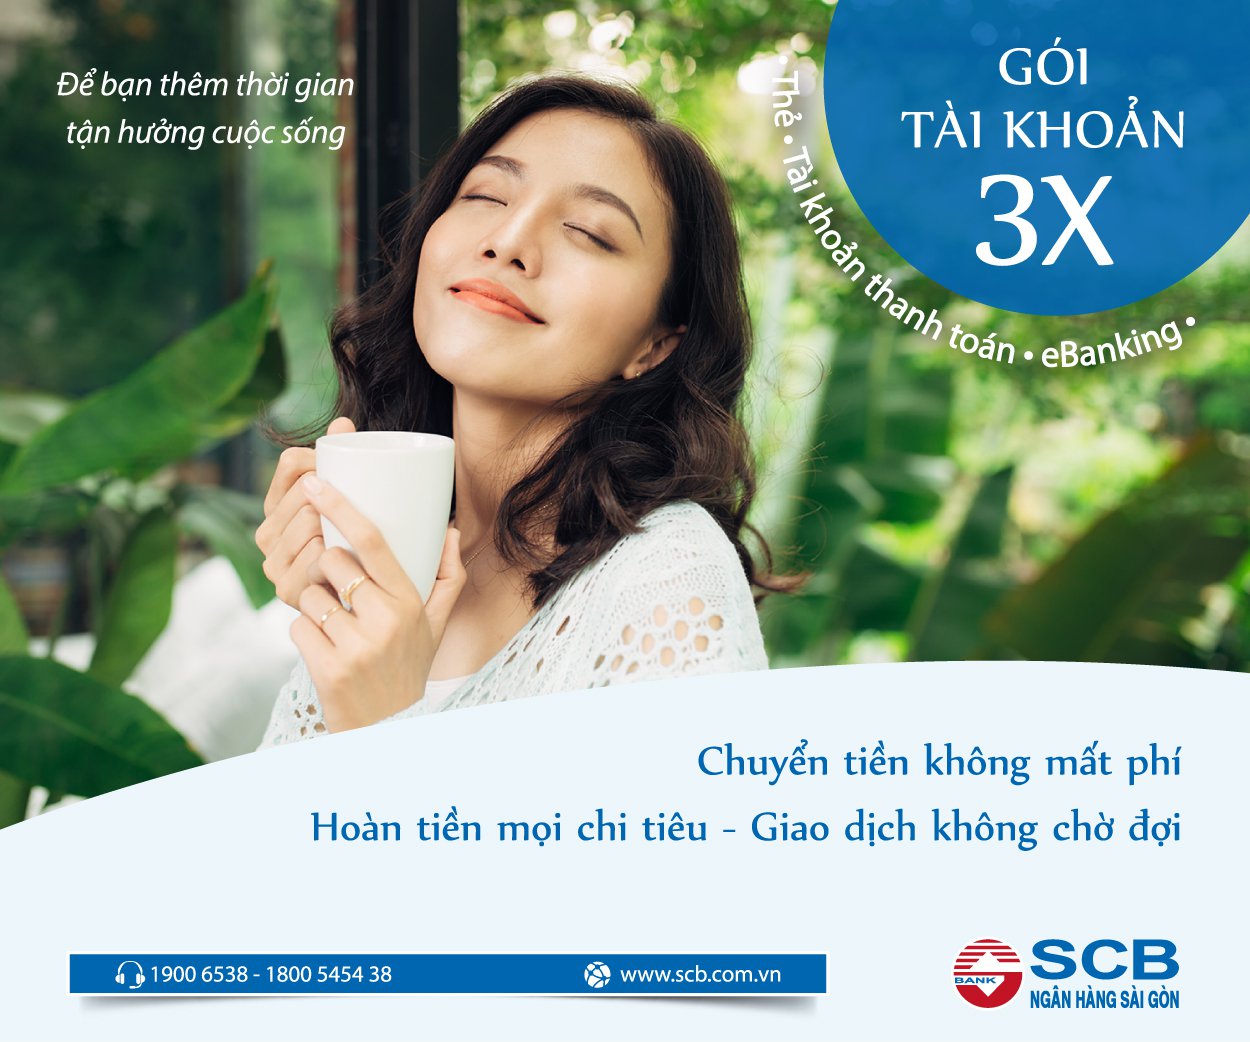 Để bạn thêm thời gian
tận hưởng cuộc sống
GÓI
TÀI KHOẢN
3X
• Thẻ • Tài khoản thanh toán • eBanking •
Chuyển tiền không mất phí
Hoàn tiền mọi chi tiêu - Giao dịch không chờ đợi
1900 6538 - 1800 5454 38
www.scb.com.vn
BANK
SCB
NGÂN HÀNG SÀI GÒN